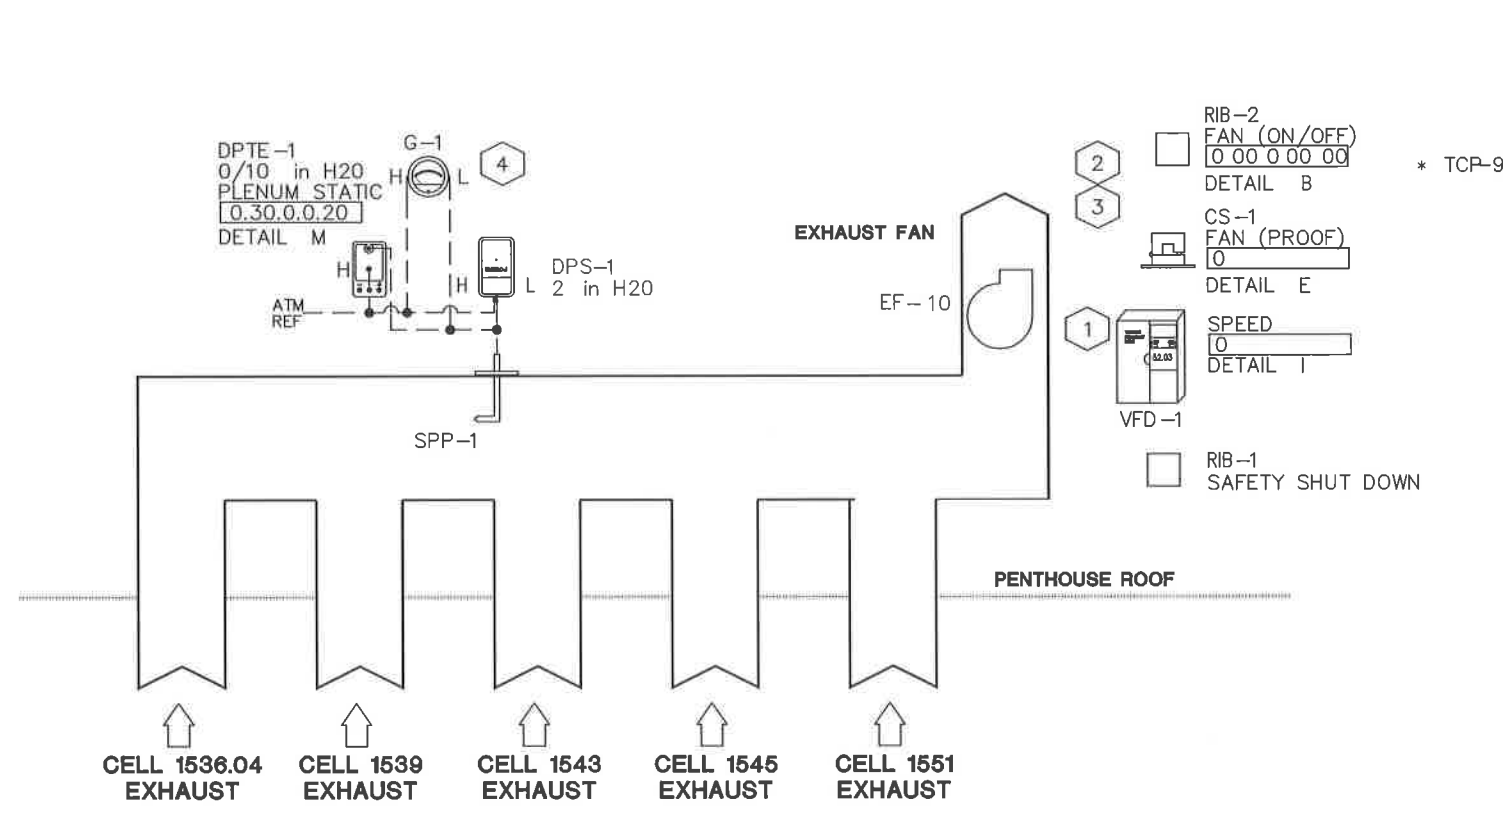 DPTE-1
0/10 in H20
PLENUM STATIC
0.30.0.0.20
DETAIL M
G-1
H
L
4
H
ATM
REF
H
L
DPS-1
2 in H20
SPP-1
EXHAUST FAN
EF-10
2
3
1
RIB-2
FAN (ON/OFF)
0 00 0 00 00
DETAIL B
* TCP-9
CS-1
FAN (PROOF)
0
DETAIL E
SPEED
0
DETAIL I
52.03
VFD-1
RIB-1
SAFETY SHUT DOWN
PENTHOUSE ROOF
CELL 1536.04
EXHAUST
CELL 1539
EXHAUST
CELL 1543
EXHAUST
CELL 1545
EXHAUST
CELL 1551
EXHAUST